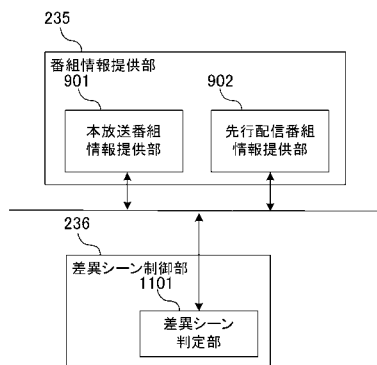 235
番組情報提供部
901
902
本放送番組
情報提供部
先行配信番組
情報提供部
236
差異シーン制御部
1101
差異シーン
判定部